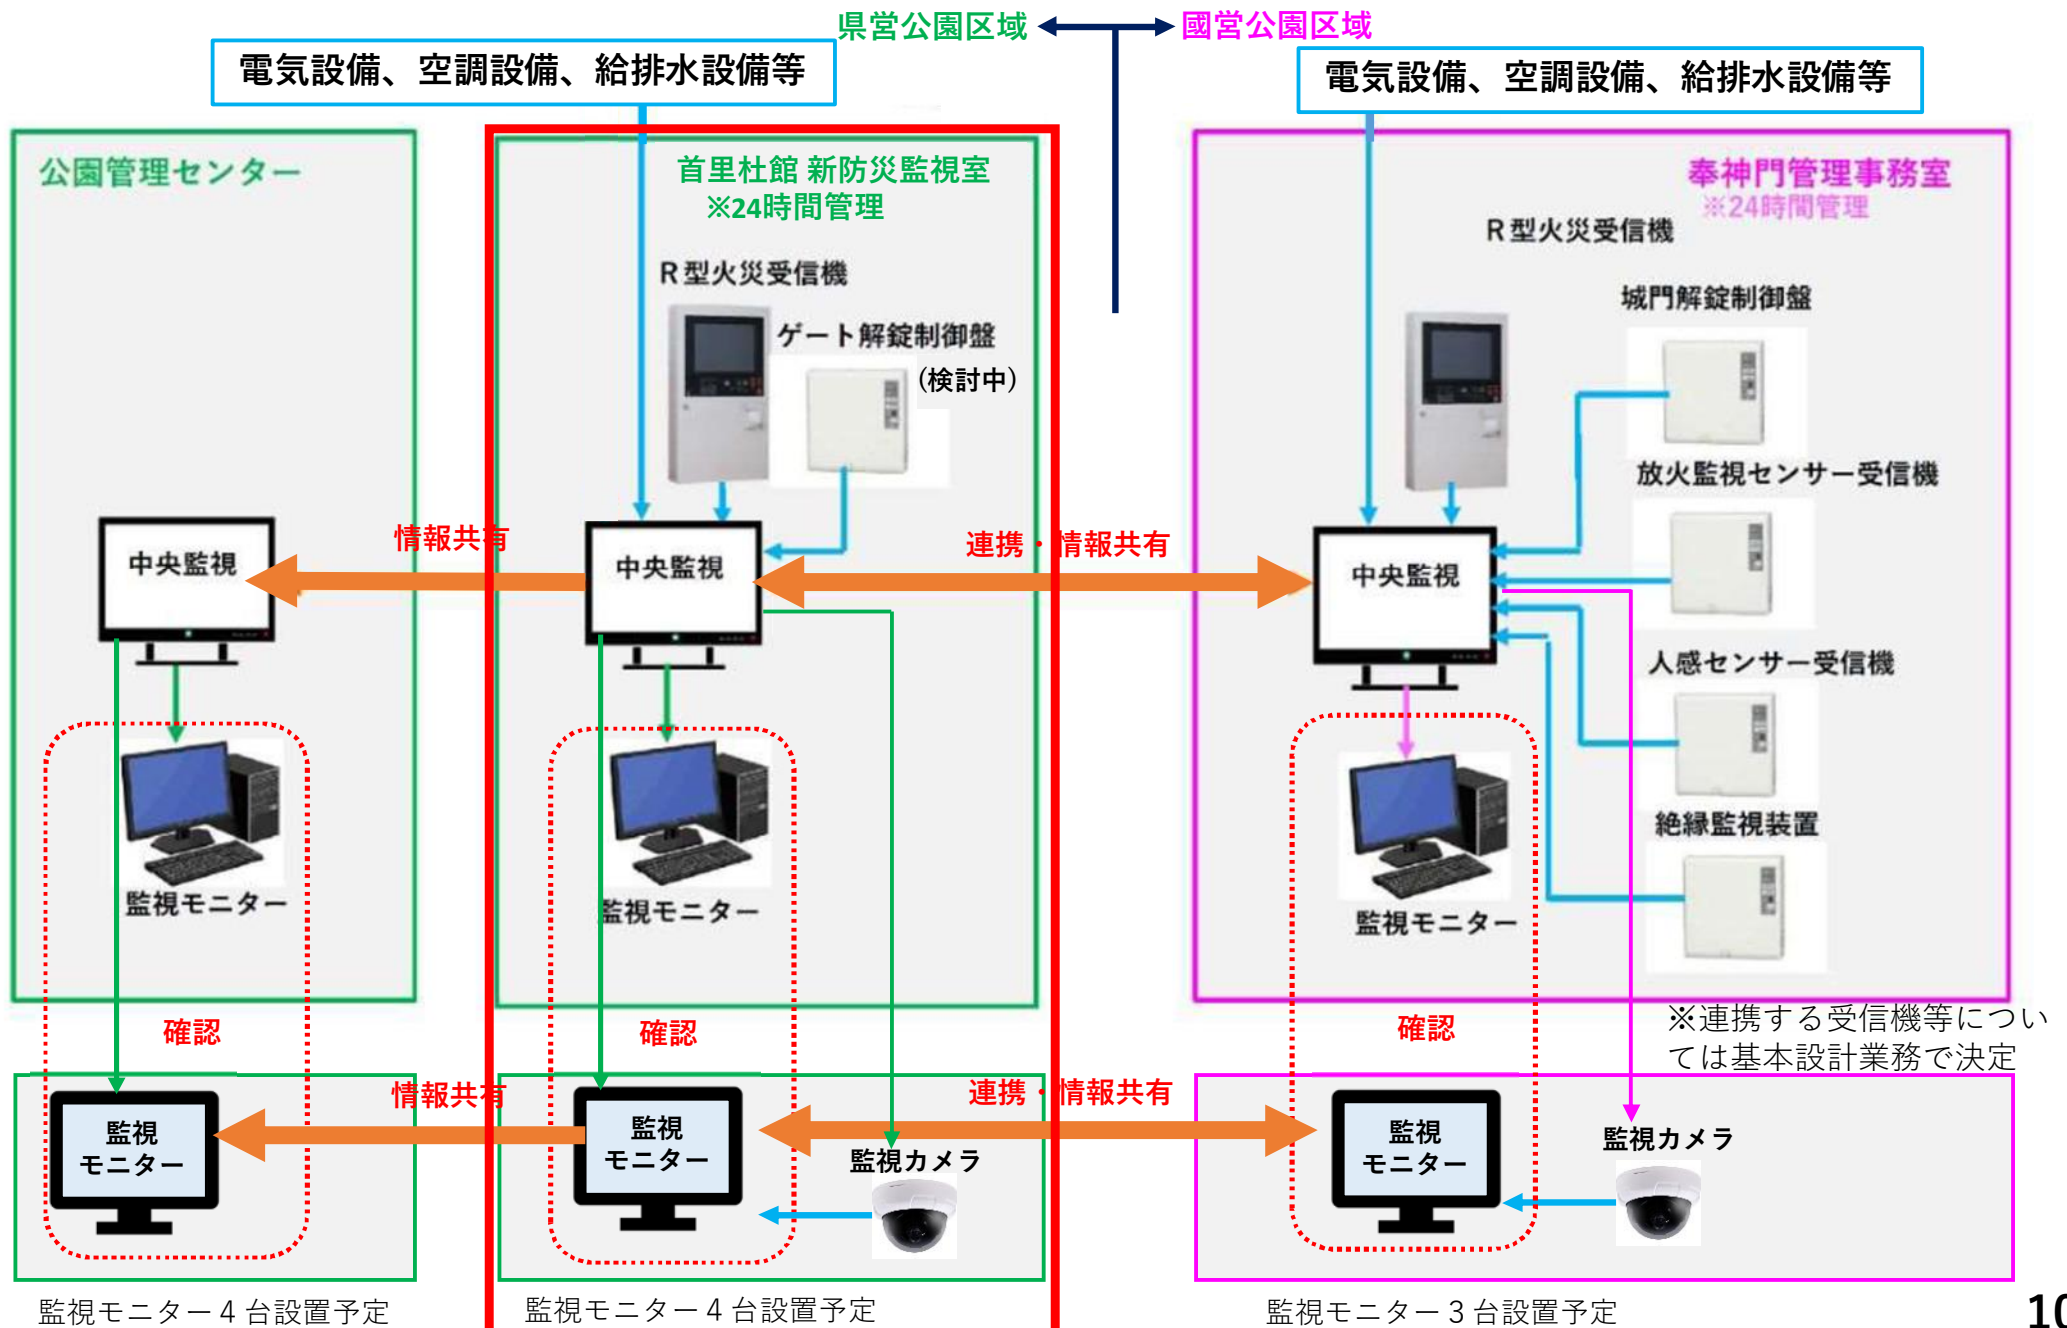 県営公園区域
國営公園区域
電気設備、空調設備、給排水設備等
電気設備、空調設備、給排水設備等
公園管理センター
首里杜館 新防災監視室
※24時間管理
奉神門管理事務室
※24時間管理
R型火災受信機
ゲート解錠制御盤
(検討中)
R型火災受信機
城門解錠制御盤
放火監視センサー受信機
人感センサー受信機
絶縁監視装置
中央監視
情報共有
中央監視
連携・情報共有
中央監視
監視モニター
監視モニター
監視モニター
確認
確認
確認
※連携する受信機等につい
ては基本設計業務で決定
監視
モニター
情報共有
監視
モニター
連携・情報共有
監視カメラ
監視
モニター
監視カメラ
監視モニター4台設置予定
監視モニター4台設置予定
監視モニター3台設置予定
10